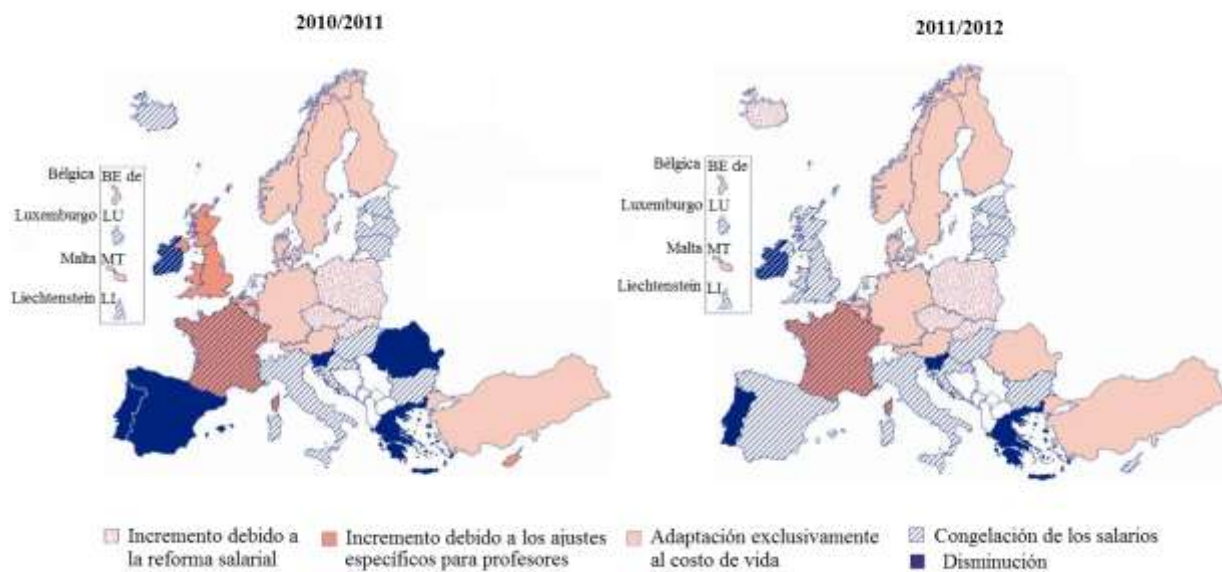 2010/2011
Bélgica BE de
Luxemburgo LU
Malta MT
Liechtenstein LI
2011/2012
Bélgica BE de
Luxemburgo LU
Malta MT
Liechtenstein LI
Incremento debido a
la reforma salarial
Incremento debido a los ajustes
específicos para profesores
Adaptación exclusivamente
al costo de vida
Congelación de los salarios
Disminución